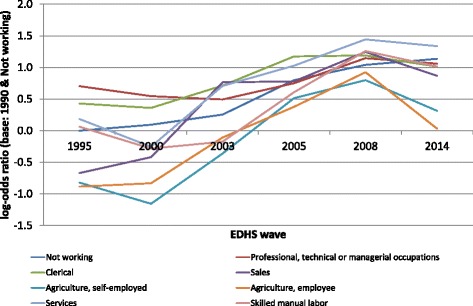 log-odds ratio (base: 1990 & Not working)
2.0
1.5
1.0
0.5
0.0
-0.5
-1.0
-1.5
1995 2000 2003 2005 2008 2014
EDHS wave
Not working Professional, technical or managerial occupations
Clerical Sales
Agriculture, self-employed Agriculture, employee
Services Skilled manual labor